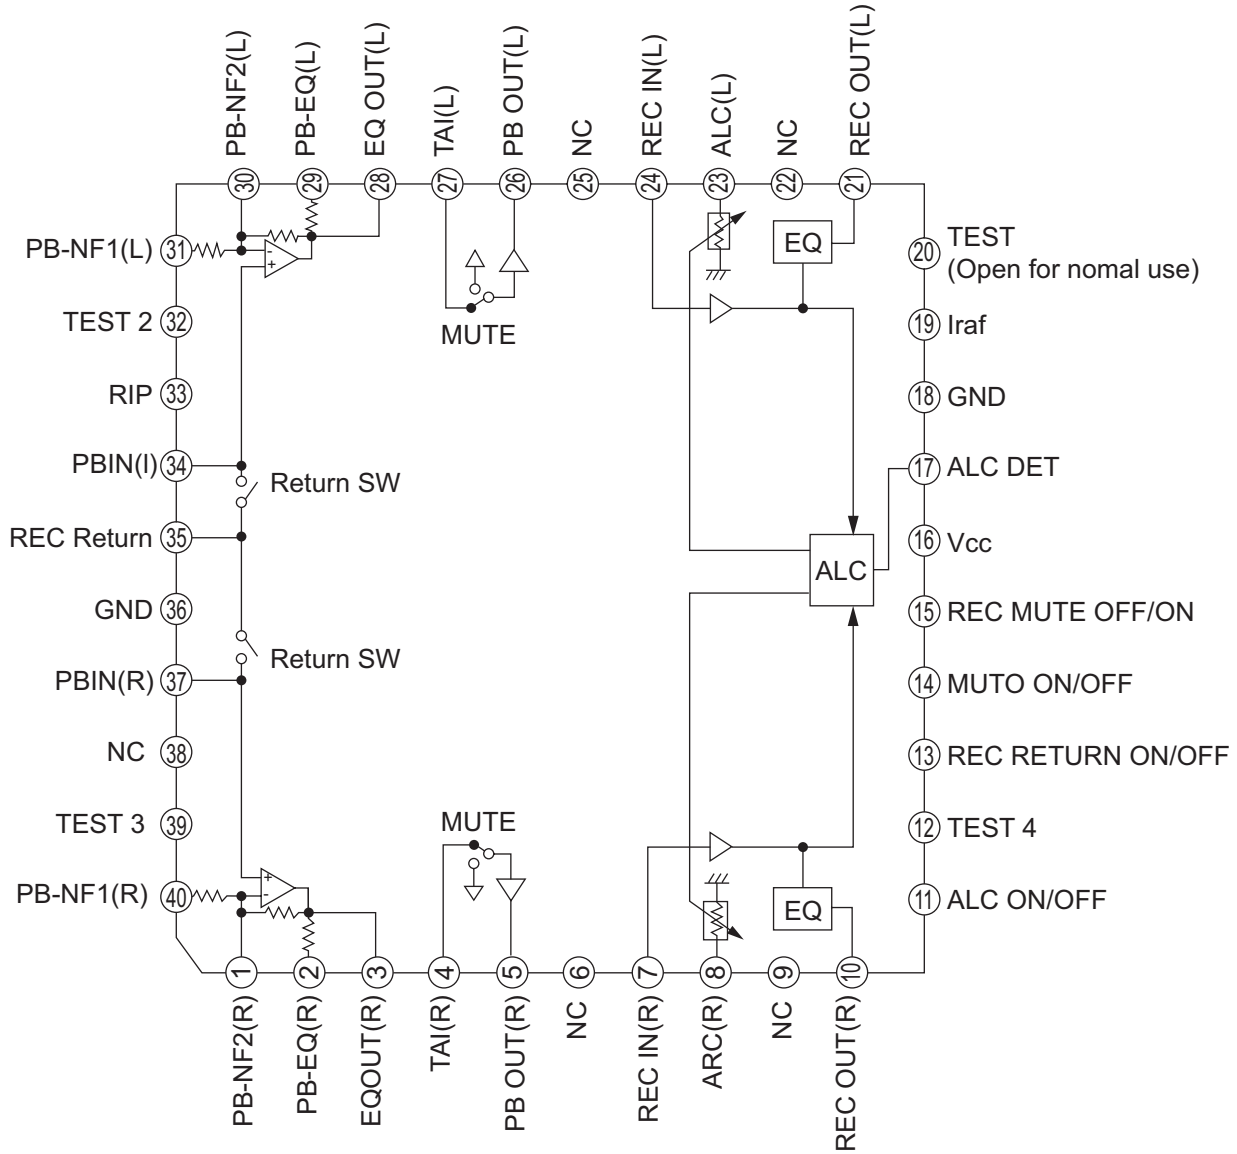 PB-NF2(L)
PB-EQ(L)
EQ OUT(L)
TAI(L)
PB OUT(L)
NC
REC IN(L)
ALC(L)
NC
REC OUT(L)
30
29
28
27
26
25
24
23
22
21
PB-NF1(L)
31
TEST 2
32
RIP
33
PBIN(I)
34
REC Return
35
GND
36
PBIN(R)
37
NC
38
TEST 3
39
PB-NF1(R)
40
-
+
MUTE
EQ
Return SW
ALC
Return SW
MUTE
+
-
EQ
20
TEST
(Open for nomal use)
19
Iraf
18
GND
17
ALC DET
16
Vcc
15
REC MUTE OFF/ON
14
MUTO ON/OFF
13
REC RETURN ON/OFF
12
TEST 4
11
ALC ON/OFF
1
2
3
4
5
6
7
8
9
10
PB-NF2(R)
PB-EQ(R)
EQOUT(R)
TAI(R)
PB OUT(R)
NC
REC IN(R)
ARC(R)
NC
REC OUT(R)